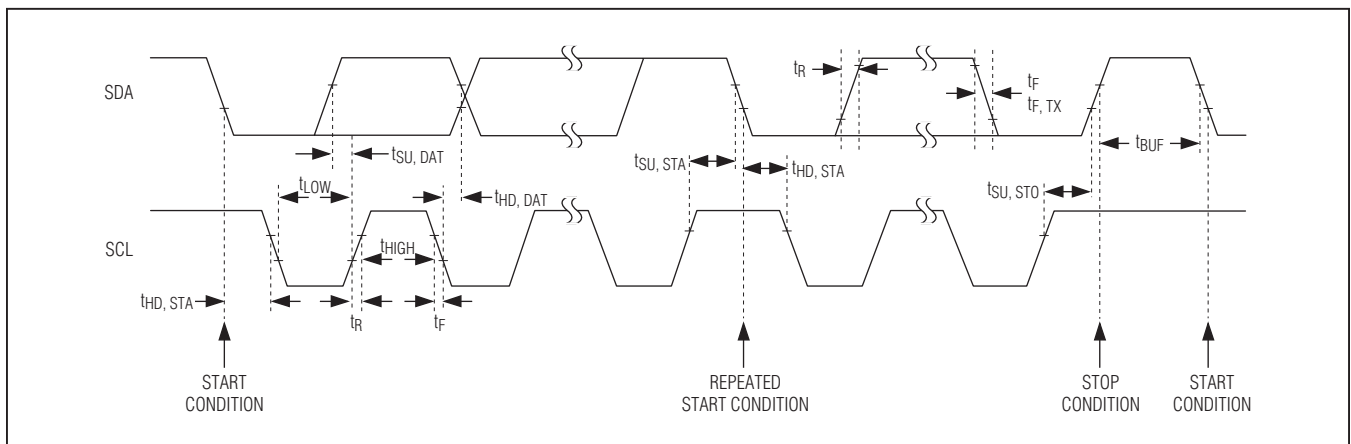 SDA
tR
tF
tF, TX
tSU, DAT
tSU, STA
tHD, STA
tBUF
tLOW
tHD, DAT
tSU, STO
SCL
tHIGH
tHD, STA
tR
tF
START
CONDITION
REPEATED
START CONDITION
STOP
CONDITION
START
CONDITION